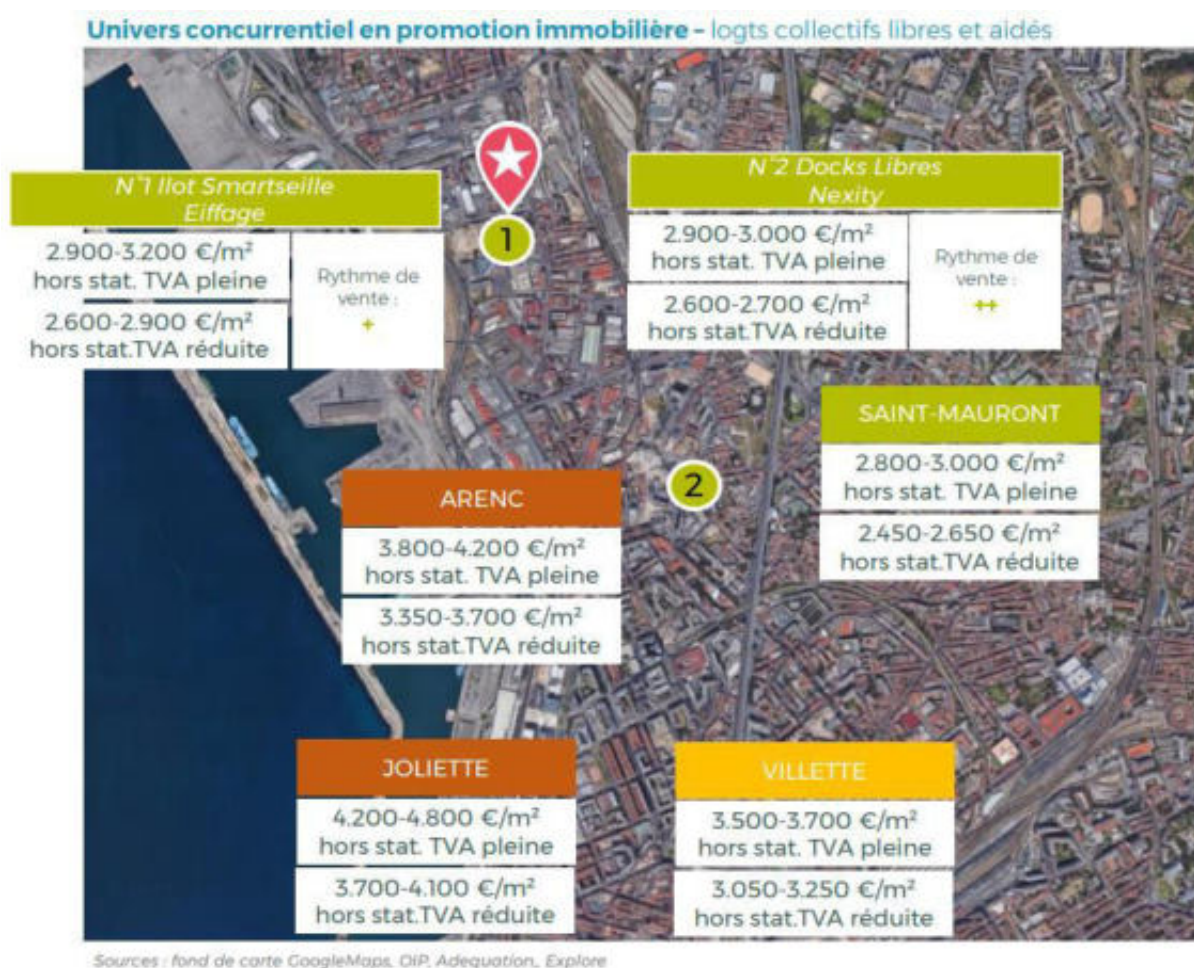 Univers concurrentiel en promotion immobilière – logts collectifs libres et aidés
N°1 Ilot Smartseille
Eiffage
2.900-3.200 €/m²
hors stat. TVA pleine
2.600-2.900 €/m²
hors stat.TVA réduite
Rythme de
vente :
+
1
N°2 Docks Libres
Nexity
2.900-3.000 €/m²
hors stat. TVA pleine
2.600-2.700 €/m²
hors stat.TVA réduite
Rythme de
vente :
++
SAINT-MAURONT
2.800-3.000 €/m²
hors stat. TVA pleine
2.450-2.650 €/m²
hors stat.TVA réduite
2
ARENC
3.800-4.200 €/m²
hors stat. TVA pleine
3.350-3.700 €/m²
hors stat.TVA réduite
JOLIETTE
4.200-4.800 €/m²
hors stat. TVA pleine
3.700-4.100 €/m²
hors stat.TVA réduite
VILLETTE
3.500-3.700 €/m²
hors stat. TVA pleine
3.050-3.250 €/m²
hors stat.TVA réduite
Sources : fond de carte GoogleMaps, OIP, Adequation, Explore